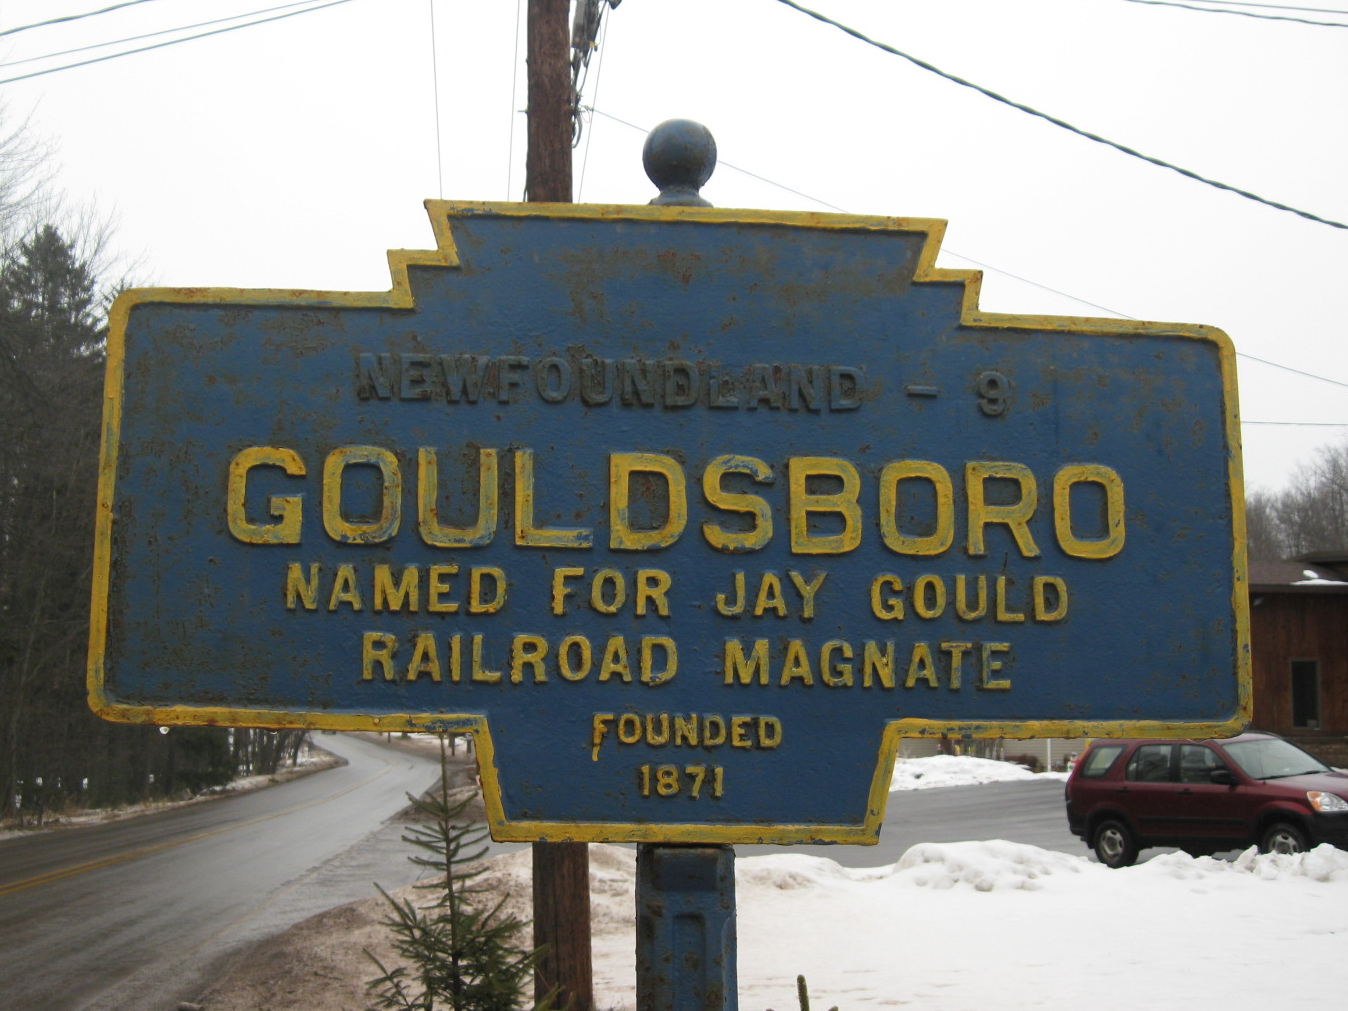 NEWFOUNDLAND – 9
GOULDSBORO
NAMED FOR JAY GOULD
RAILROAD MAGNATE
FOUNDED
1871